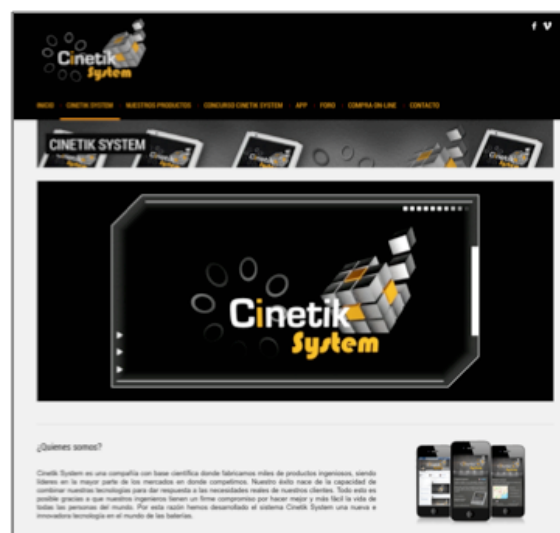 Cinetik
System
INICIO CINETIK SYSTEM NUESTROS PRODUCTOS CONCURSO CINETIK SYSTEM APP FORO COMPRA ON-LINE CONTACTO
CINETIK SYSTEM
Cinetik
System
¿Quienes somos?
Cinetik System es una compañía con base científica donde fabricamos miles de productos ingeniosos, siendo
líderes en la mayor parte de los mercados en donde competimos. Nuestro éxito nace de la capacidad de
combinar nuestras tecnologías para dar respuesta a las necesidades reales de nuestros clientes. Todo esto es
posible gracias a que nuestros ingenieros tienen un firme compromiso por hacer mejor y más fácil la vida de
todas las personas del mundo. Por esta razón hemos desarrollado el sistema Cinetik System una nueva e
innovadora tecnología en el mundo de las baterías.